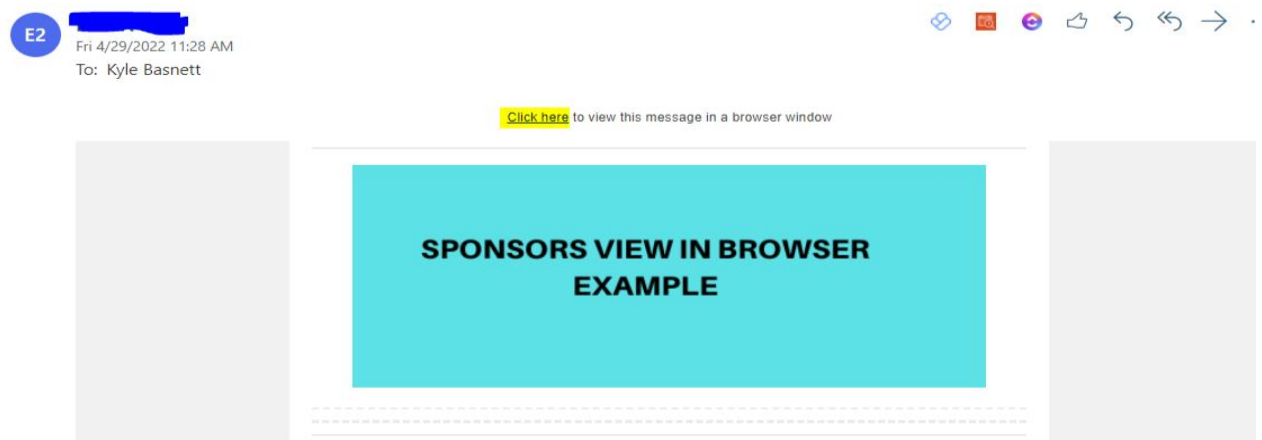 E2
Fri 4/29/2022 11:28 AM
To: Kyle Basnett
Click here to view this message in a browser window
SPONSORS VIEW IN BROWSER
EXAMPLE